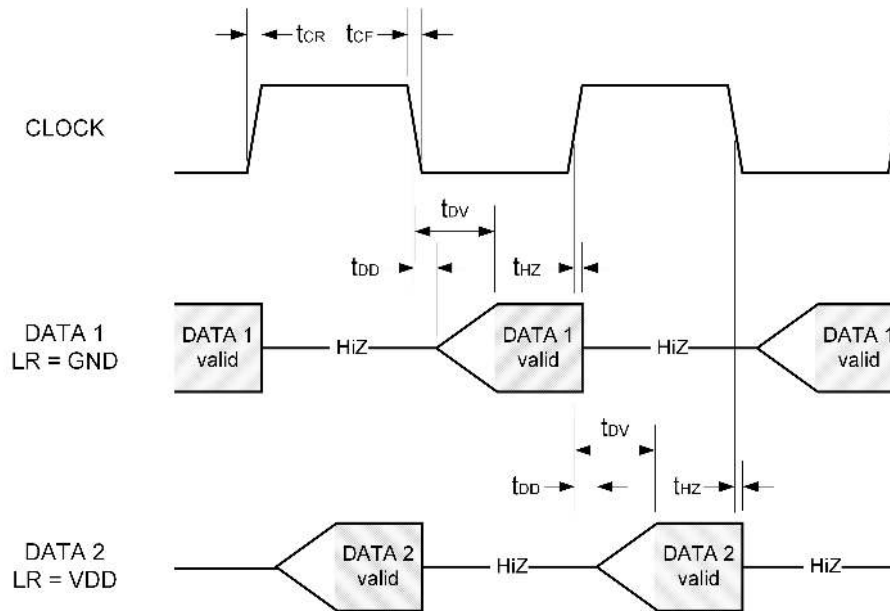 tCR tCF
CLOCK
tDV
tDD tHZ
DATA 1
LR = GND
DATA 1
valid
HiZ
DATA 1
valid
HiZ
DATA 1
valid
tDV
tDD tHZ
DATA 2
LR = VDD
DATA 2
valid
HiZ
DATA 2
valid
HiZ